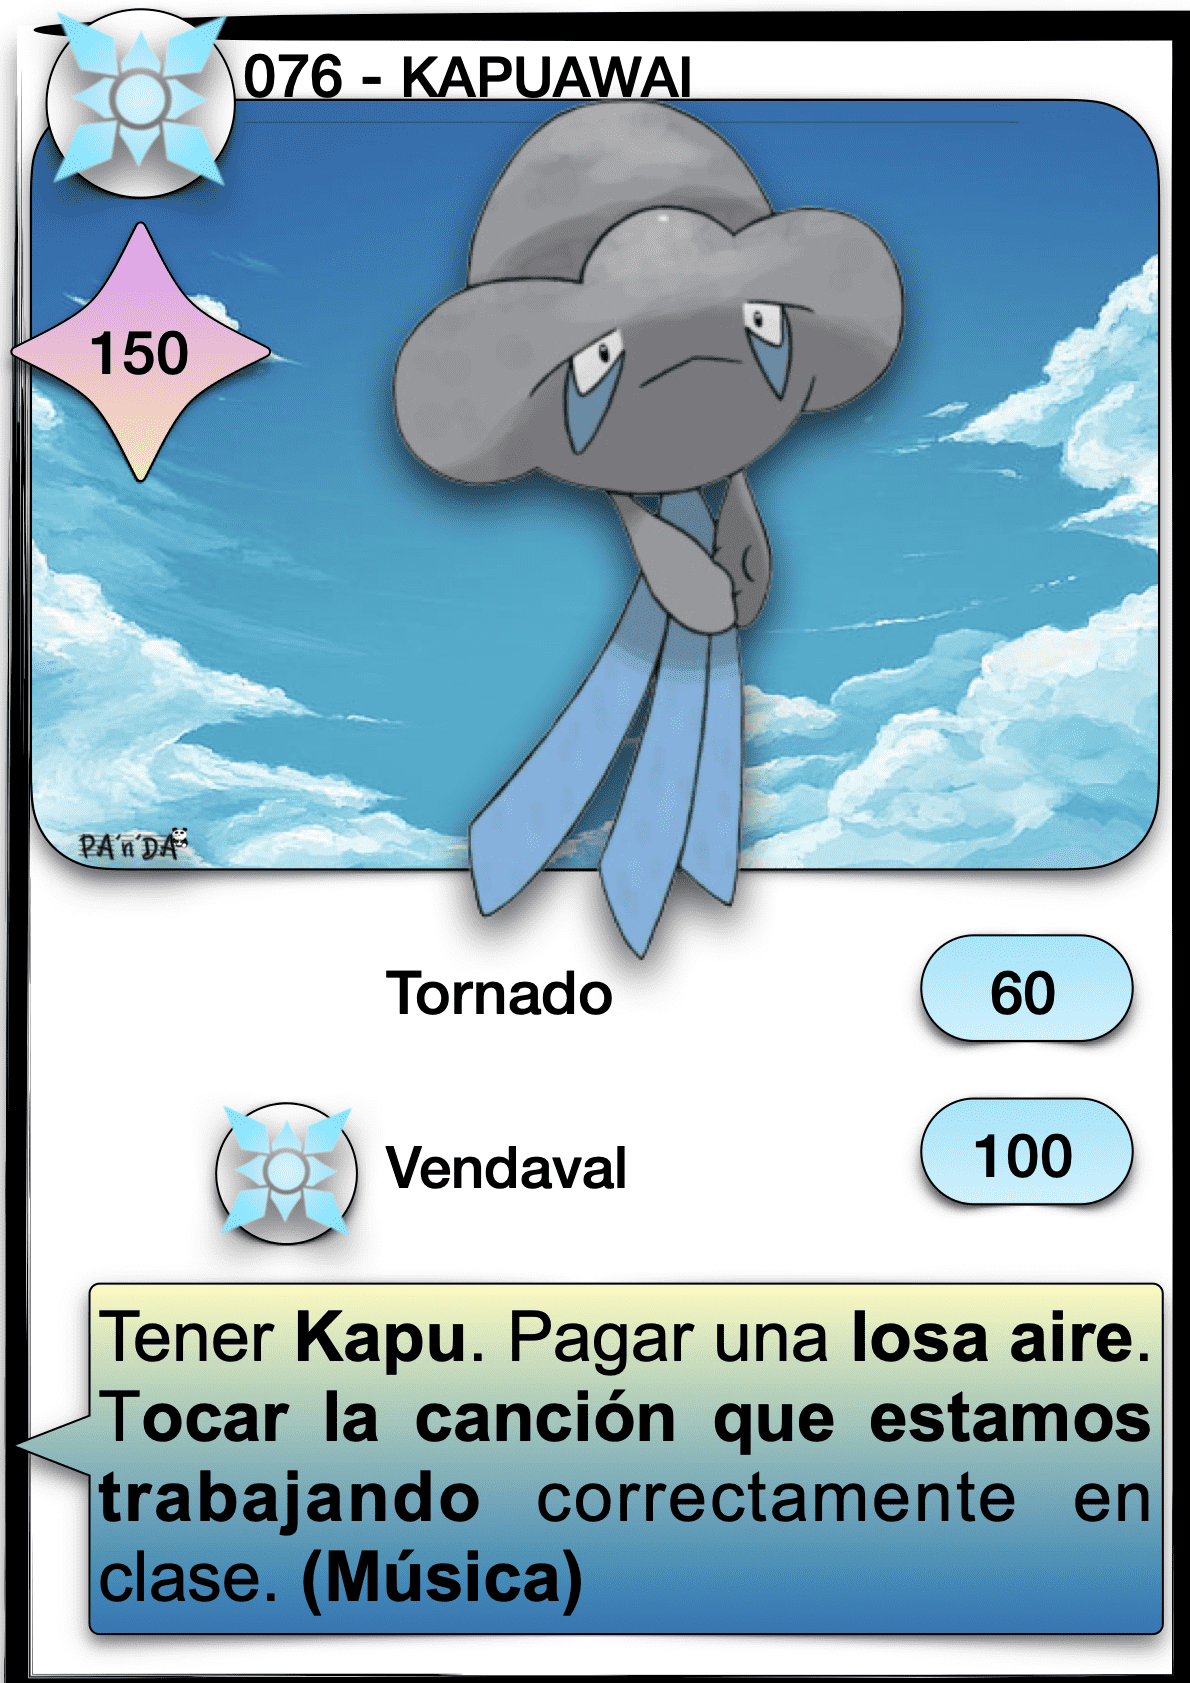 076 - KAPUAWAI
150
PA'n'DA
Tornado
60
Vendaval
100
Tener Kapu. Pagar una losa aire.
Tocar la canción que estamos
trabajando correctamente en
clase. (Música)